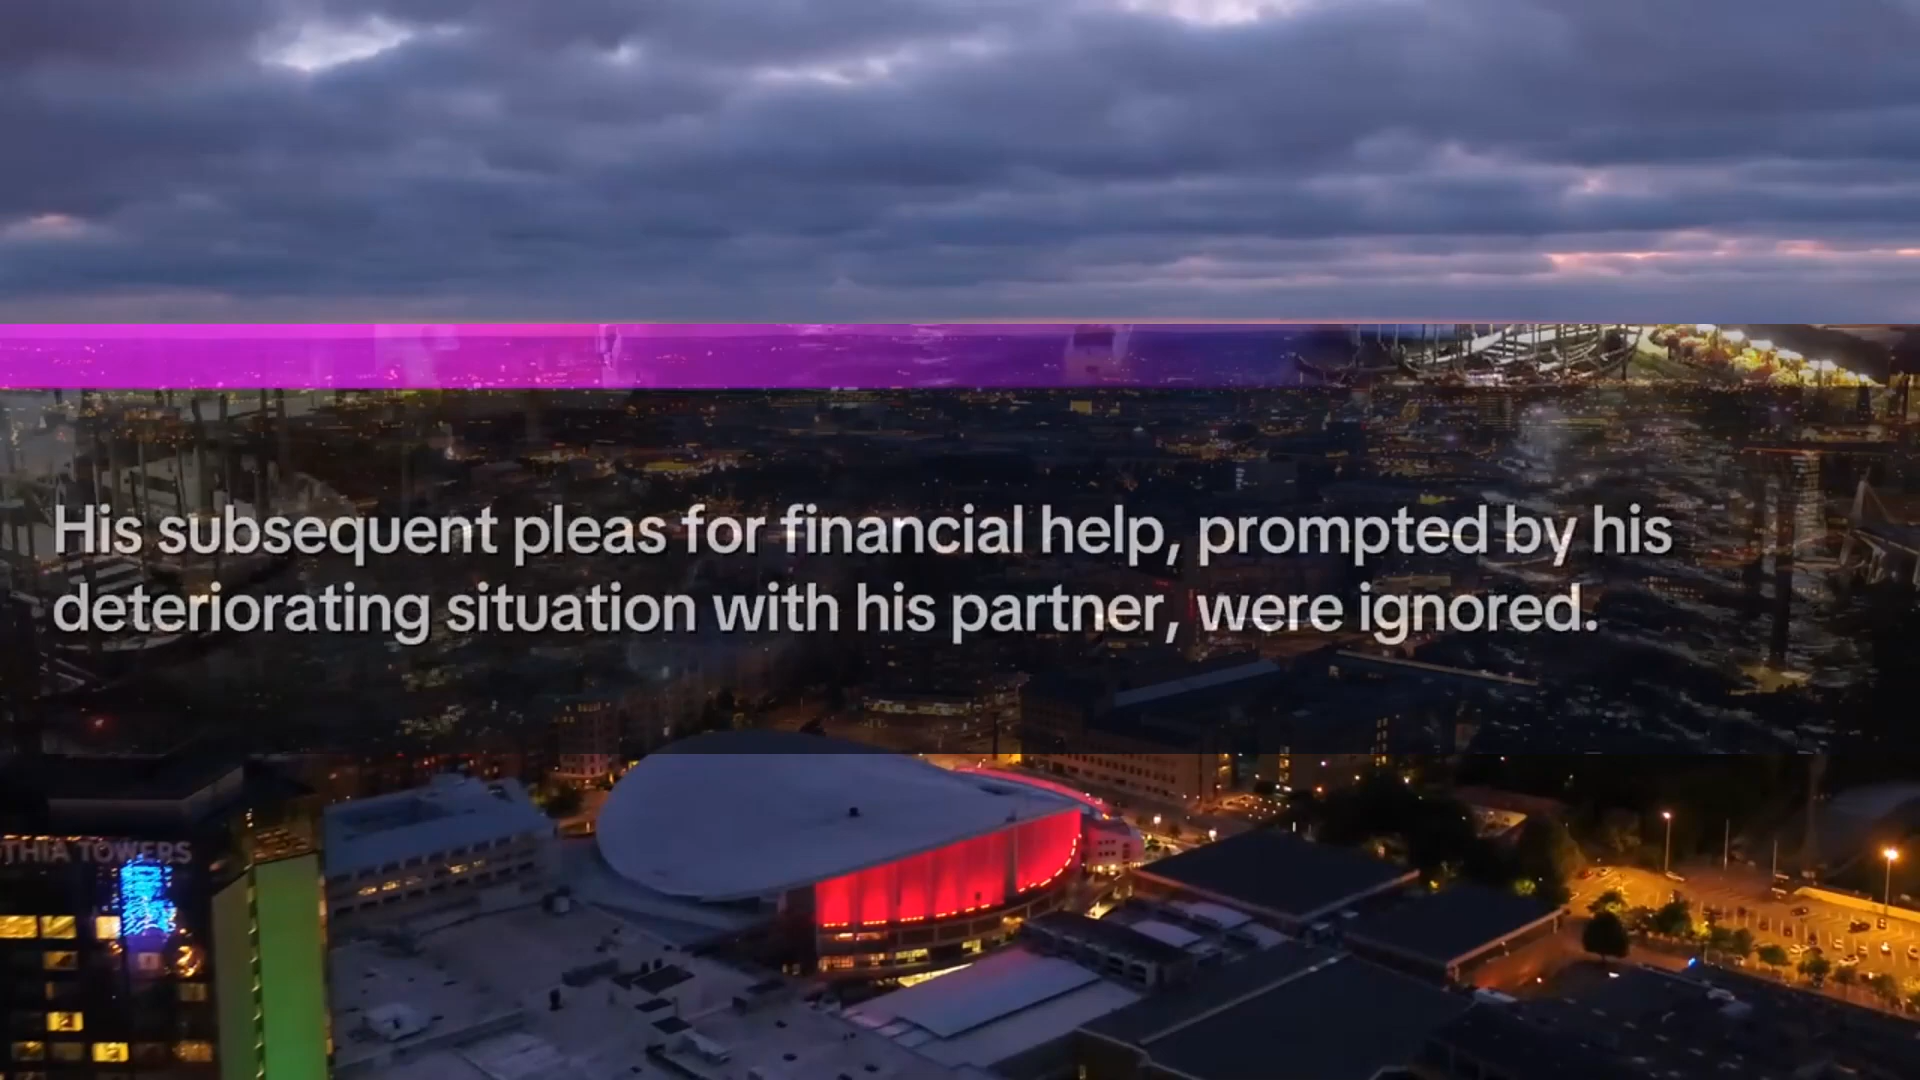 His subsequent pleas for financial help, prompted by his
deteriorating situation with his partner, were ignored.
THIA TOWERS